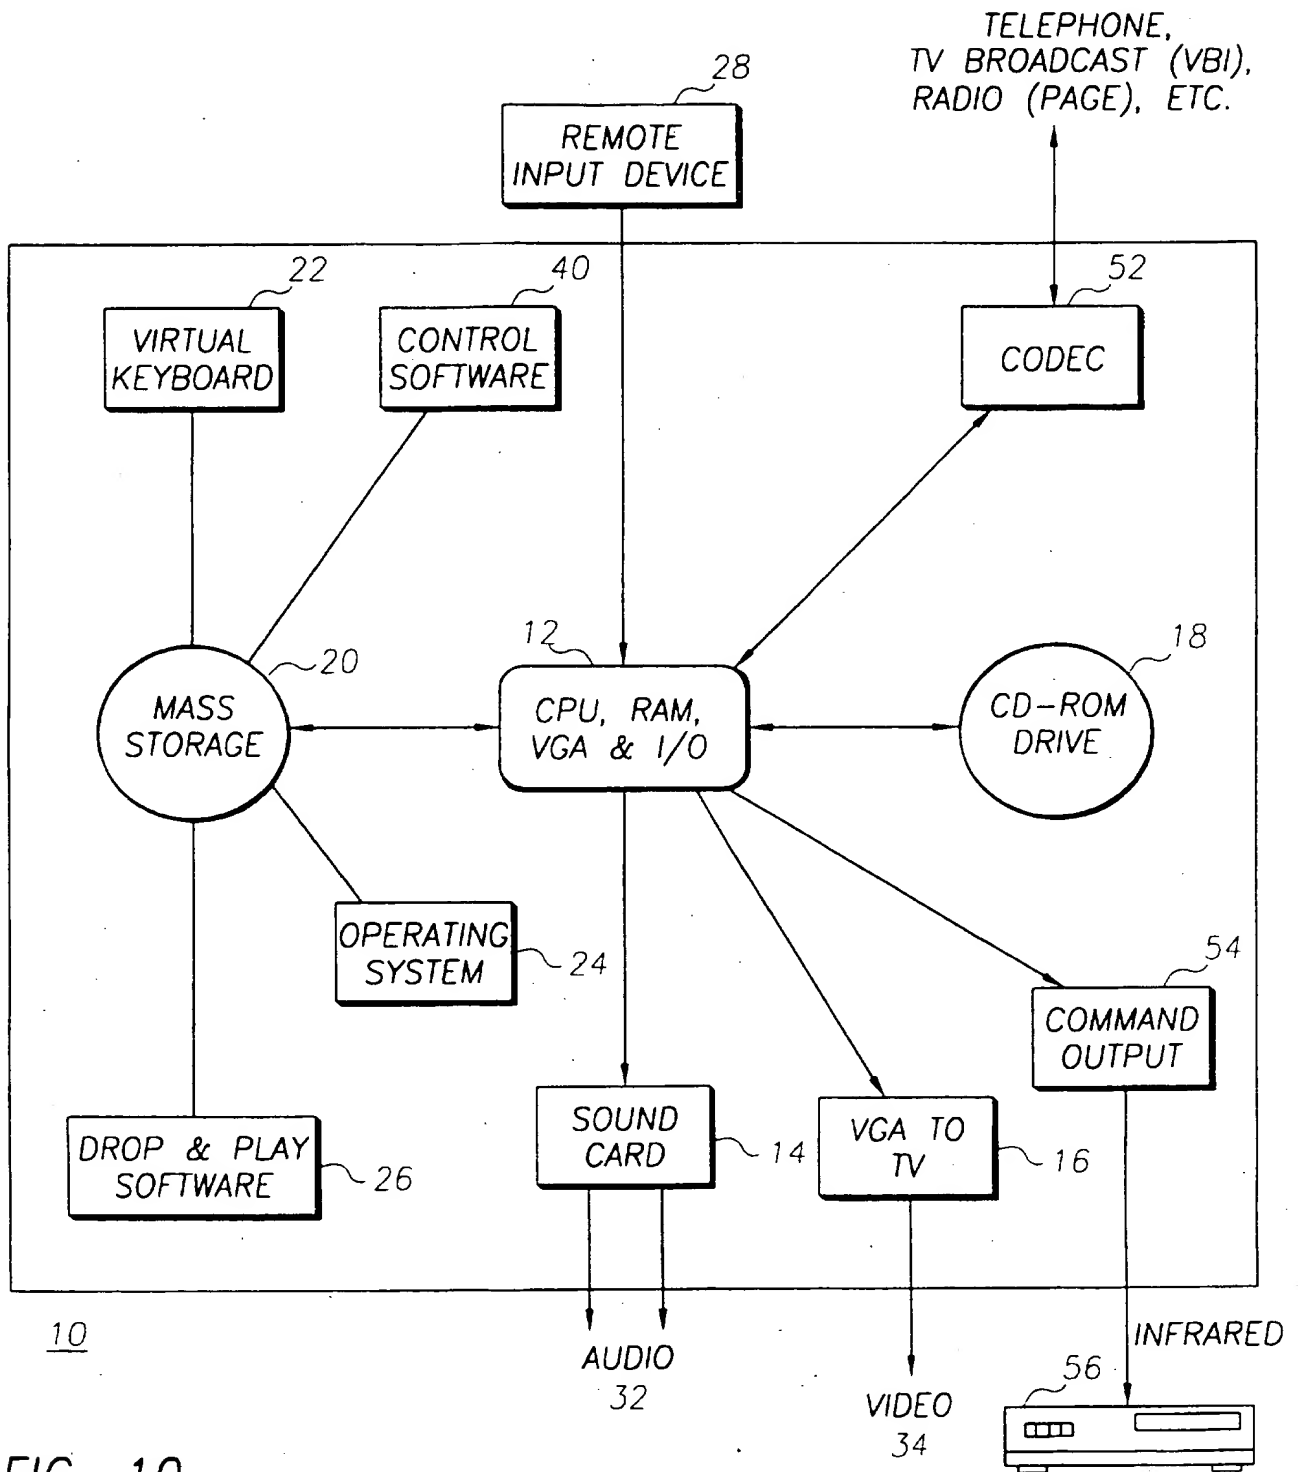 TELEPHONE,
TV BROADCAST (VBI),
RADIO (PAGE), ETC.
28
REMOTE
INPUT DEVICE
22
40
52
VIRTUAL
KEYBOARD
CONTROL
SOFTWARE
CODEC
12
18
20
MASS
STORAGE
CPU, RAM,
VGA & I/O
CD-ROM
DRIVE
OPERATING
SYSTEM
24
54
COMMAND
OUTPUT
SOUND
CARD
14
VGA TO
TV
16
DROP & PLAY
SOFTWARE
26
10
AUDIO
32
INFRARED
VIDEO
34
56
FIG. 10